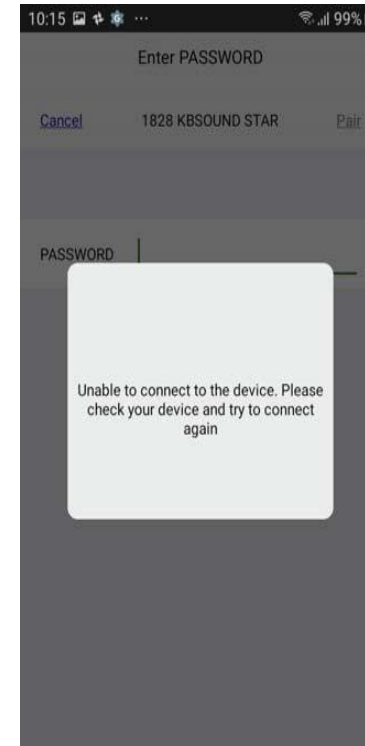 10:15 ... 99%
Enter PASSWORD
Cancel 1828 KBSOUND STAR Pair
PASSWORD
Unable to connect to the device. Please
check your device and try to connect
again